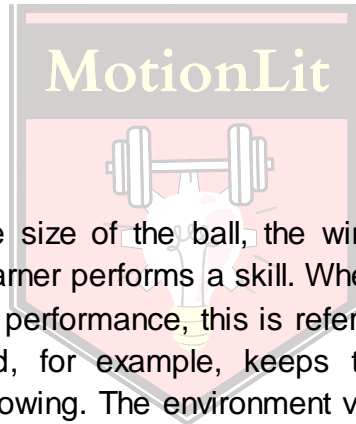 MotionLit
e size of the ball, the win
arner performs a skill. Whe
performance, this is refer
d, for example, keeps t
owing. The environment v